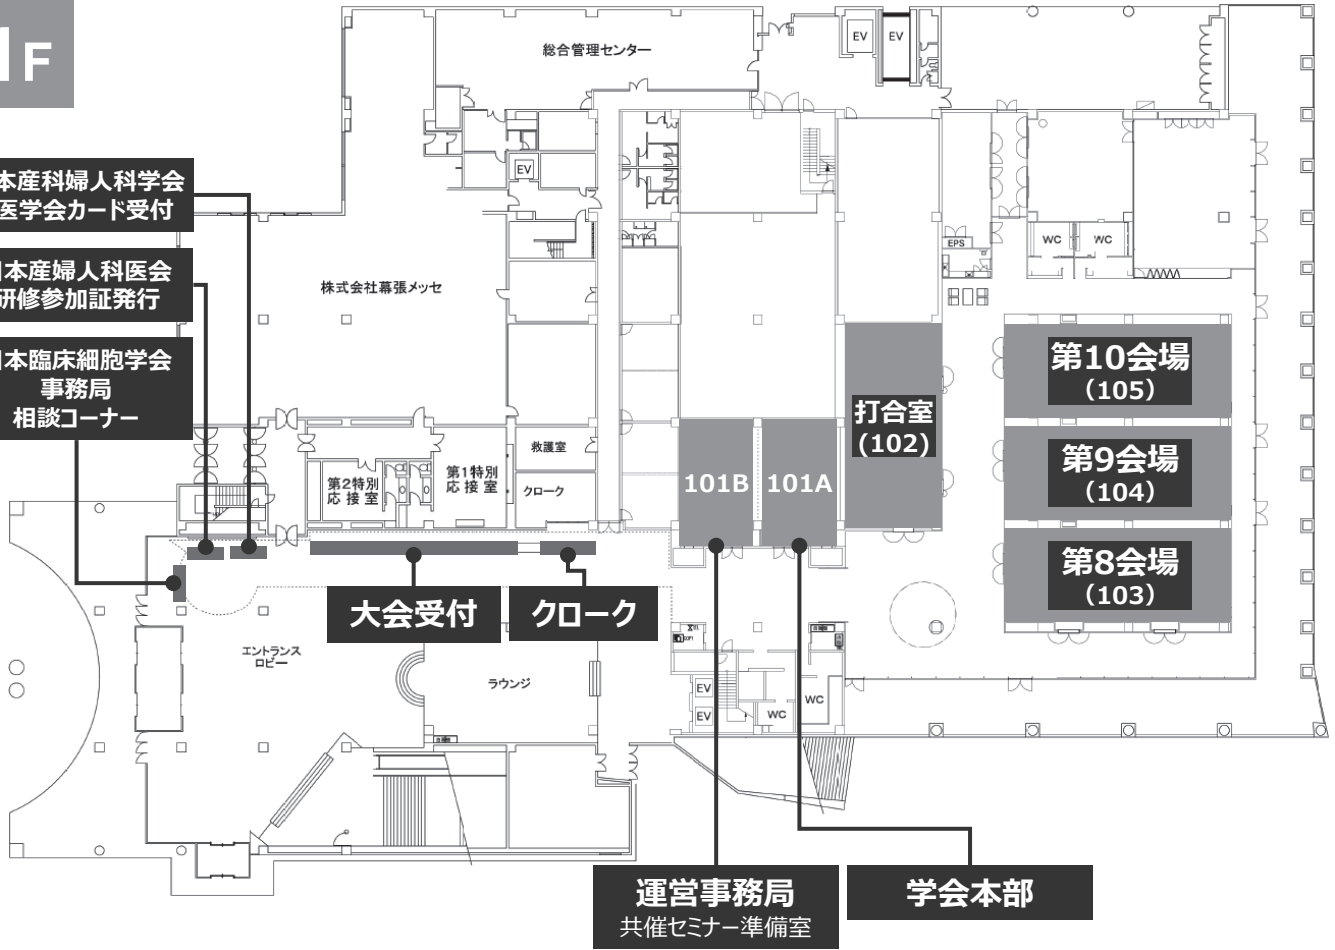 1F
EV
EV
総合管理センター
本産科婦人科学会
医学会カード受付
EV
EPS
WC
WC
日本産婦人科医会
研修参加証発行
株式会社幕張メッセ
日本臨床細胞学会
事務局
相談コーナー
第10会場
(105)
打合室
(102)
第9会場
(104)
救護室
第1特別
応接室
第2特別
応接室
クローク
101B
101A
第8会場
(103)
大会受付
クローク
エントランス
ロビー
ラウンジ
EV
EV
WC
WC
運営事務局
共催セミナー準備室
学会本部